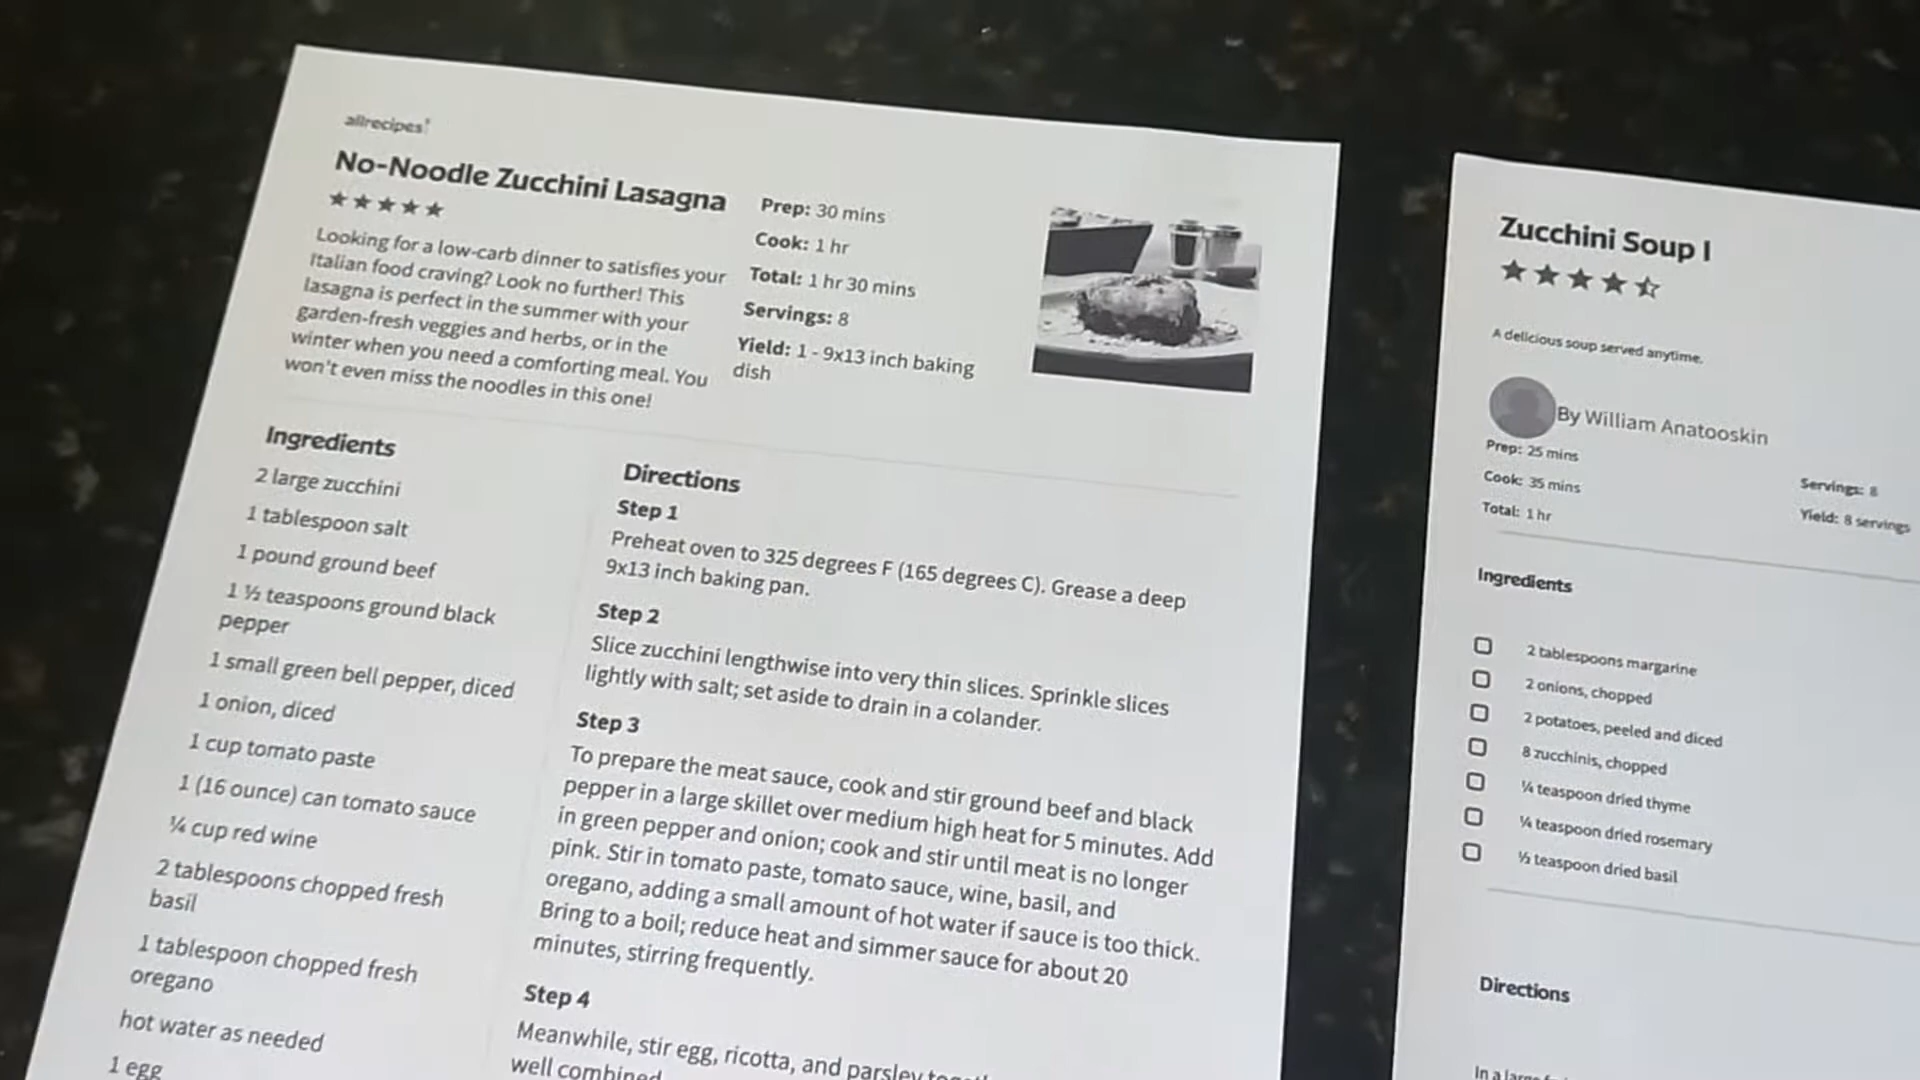 allrecipes
No-Noodle Zucchini Lasagna
★★★★★
Looking for a low-carb dinner to satisfies your
Italian food craving? Look no further! This
lasagna is perfect in the summer with your
garden-fresh veggies and herbs, or in the
winter when you need a comforting meal. You
won't even miss the noodles in this one!
Prep: 30 mins
Cook: 1 hr
Total: 1 hr 30 mins
Servings: 8
Yield: 1 - 9x13 inch baking
dish
Ingredients
2 large zucchini
1 tablespoon salt
1 pound ground beef
1 ½ teaspoons ground black
pepper
1 small green bell pepper, diced
1 onion, diced
1 cup tomato paste
1 (16 ounce) can tomato sauce
¼ cup red wine
2 tablespoons chopped fresh
basil
1 tablespoon chopped fresh
oregano
hot water as needed
1 egg
Directions
Step 1
Preheat oven to 325 degrees F (165 degrees C). Grease a deep
9x13 inch baking pan.
Step 2
Slice zucchini lengthwise into very thin slices. Sprinkle slices
lightly with salt; set aside to drain in a colander.
Step 3
To prepare the meat sauce, cook and stir ground beef and black
pepper in a large skillet over medium high heat for 5 minutes. Add
in green pepper and onion; cook and stir until meat is no longer
pink. Stir in tomato paste, tomato sauce, wine, basil, and
oregano, adding a small amount of hot water if sauce is too thick.
Bring to a boil; reduce heat and simmer sauce for about 20
minutes, stirring frequently.
Step 4
Meanwhile, stir egg, ricotta, and parsley
well combined
Zucchini Soup I
A delicious soup served anytime.
By William Anatooskin
Prep: 25 mins
Cook: 35 mins
Total: 1 hr
Servings: 8
Yield: 8 servings
Ingredients
2 tablespoons margarine
2 onions, chopped
2 potatoes, peeled and diced
8 zucchinis, chopped
¼ teaspoon dried thyme
¼ teaspoon dried rosemary
½ teaspoon dried basil
Directions
In a